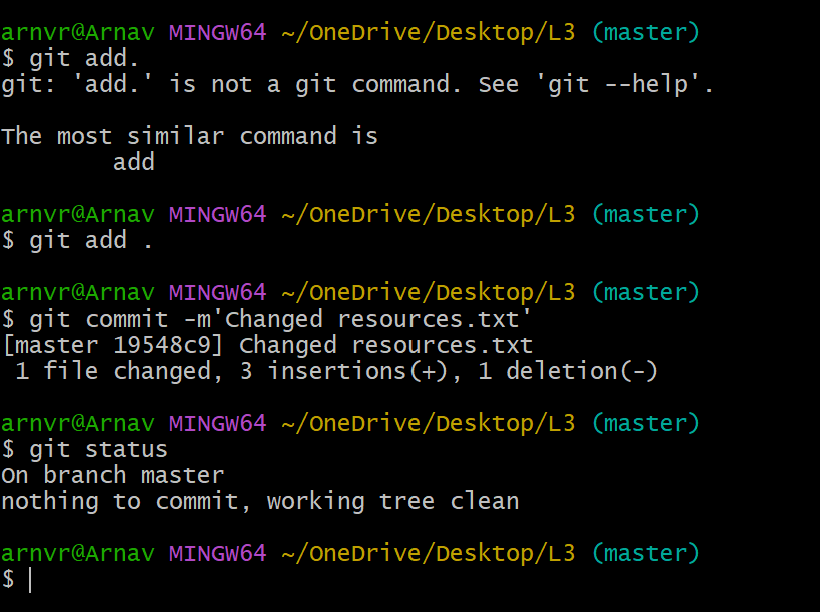 arnvr@Arnav MINGW64 ~/OneDrive/Desktop/L3 (master)
$ git add.
git: 'add.' is not a git command. See 'git --help'.
The most similar command is
        add
arnvr@Arnav MINGW64 ~/OneDrive/Desktop/L3 (master)
$ git add .
arnvr@Arnav MINGW64 ~/OneDrive/Desktop/L3 (master)
$ git commit -m'Changed resources.txt'
[master 19548c9] Changed resources.txt
 1 file changed, 3 insertions(+), 1 deletion(-)
arnvr@Arnav MINGW64 ~/OneDrive/Desktop/L3 (master)
$ git status
On branch master
nothing to commit, working tree clean
arnvr@Arnav MINGW64 ~/OneDrive/Desktop/L3 (master)
$